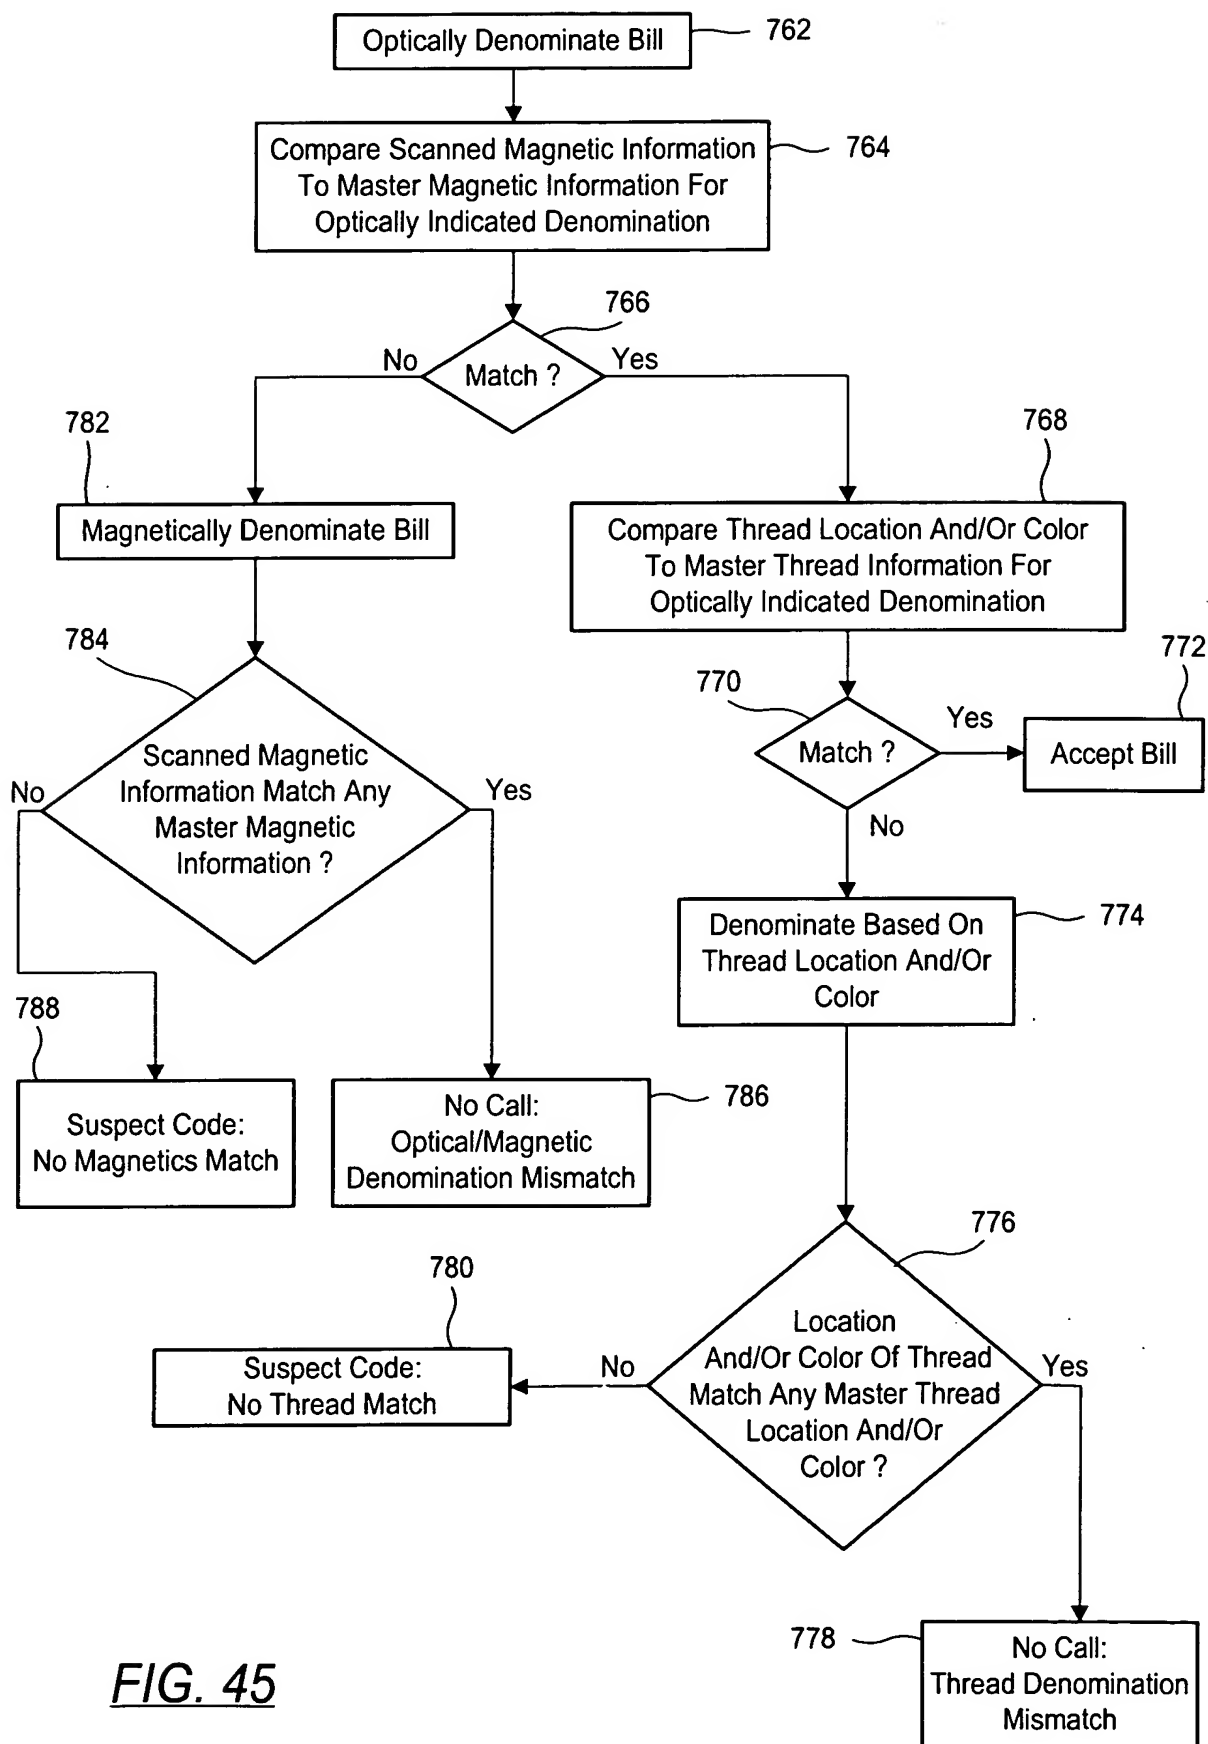 Optically Denominate Bill
762
Compare Scanned Magnetic Information
To Master Magnetic Information For
Optically Indicated Denomination
764
766
Match ?
No
Yes
782
Magnetically Denominate Bill
768
Compare Thread Location And/Or Color
To Master Thread Information For
Optically Indicated Denomination
784
Scanned Magnetic
Information Match Any
Master Magnetic
Information ?
No
Yes
770
Match ?
Yes
No
772
Accept Bill
774
Denominate Based On
Thread Location And/Or
Color
788
Suspect Code:
No Magnetics Match
No Call:
Optical/Magnetic
Denomination Mismatch
786
776
Location
And/Or Color Of Thread
Match Any Master Thread
Location And/Or
Color ?
No
Yes
780
Suspect Code:
No Thread Match
778
No Call:
Thread Denomination
Mismatch
FIG. 45